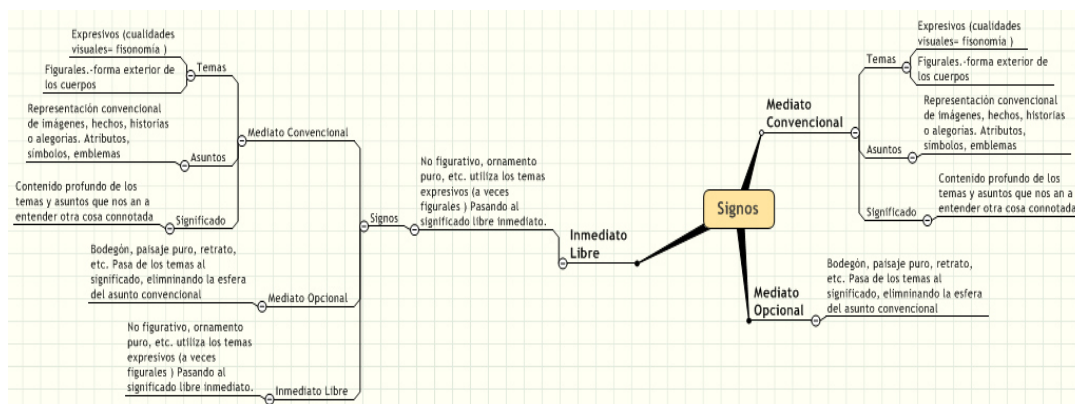 Expresivos (cualidades
visuales= fisonomía )
Figurales.-forma exterior de
los cuerpos
Temas
Representación convencional
de imágenes, hechos, historias
o alegorías. Atributos,
símbolos, emblemas
Asuntos
Contenido profundo de los
temas y asuntos que nos an a
entender otra cosa connotada
Significado
Mediato Convencional
Bodegón, paisaje puro, retrato,
etc. Pasa de los temas al
significado, elimninando la esfera
del asunto convencional
Mediato Opcional
No figurativo, ornamento
puro, etc. utiliza los temas
expresivos (a veces
figurales ) Pasando al
significado libre inmediato.
Inmediato Libre
Signos
No figurativo, ornamento
puro, etc. utiliza los temas
expresivos (a veces
figurales ) Pasando al
significado libre inmediato.
Inmediato
Libre
Signos
Mediato
Convencional
Temas
Expresivos (cualidades
visuales= fisonomía )
Figurales.-forma exterior de
los cuerpos
Asuntos
Representación convencional
de imágenes, hechos, historias
o alegorías. Atributos,
símbolos, emblemas
Significado
Contenido profundo de los
temas y asuntos que nos an a
entender otra cosa connotada
Mediato
Opcional
Bodegón, paisaje puro, retrato,
etc. Pasa de los temas al
significado, elimninando la esfera
del asunto convencional